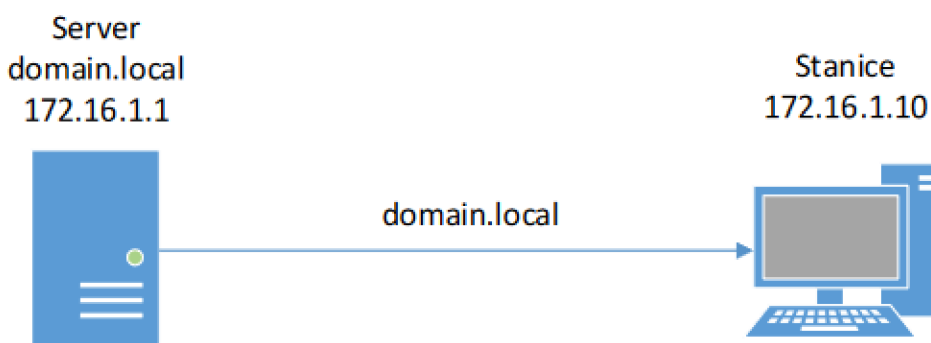 Server
domain.local
172.16.1.1
Stanice
172.16.1.10
domain.local